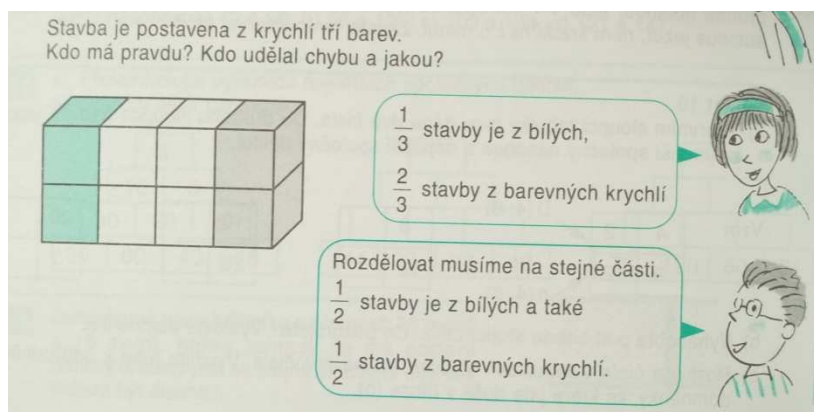 Stavba je postavena z krychlí tří barev.
Kdo má pravdu? Kdo udělal chybu a jakou?
1/3 stavby je z bílých,
2/3 stavby z barevných krychlí
Rozdělovat musíme na stejné části.
1/2 stavby je z bílých a také
1/2 stavby z barevných krychlí.